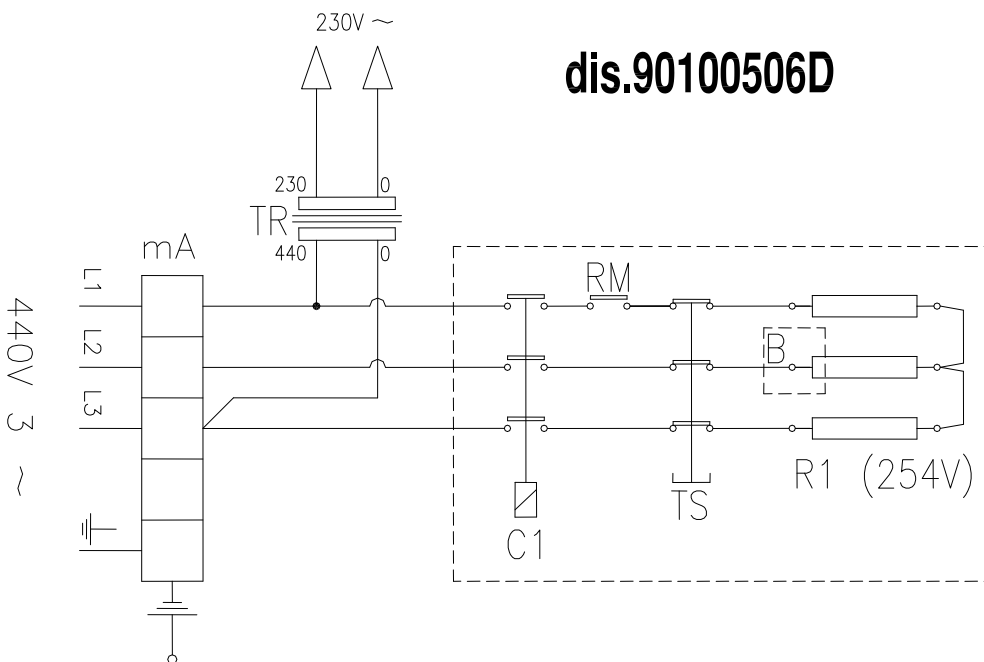 230V ~
dis.90100506D
230 0
TR
440 0
mA
L1
RM
L2
B
L3
440V 3 ~
R1 (254V)
TS
C1